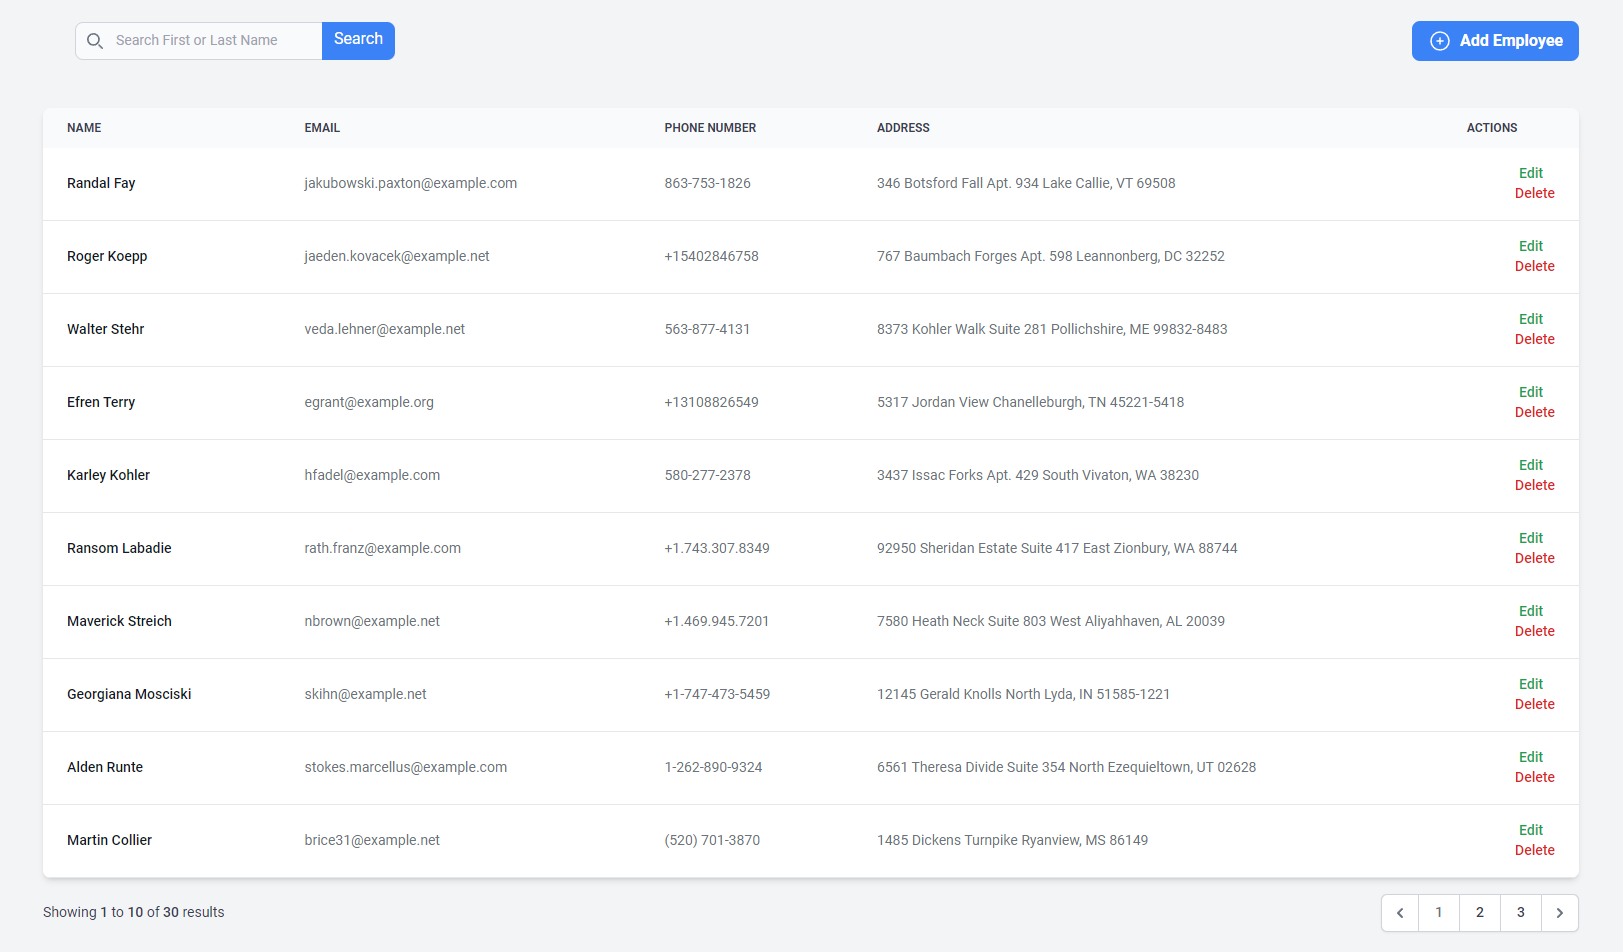 Search First or Last Name Search Add Employee
NAME EMAIL PHONE NUMBER ADDRESS ACTIONS
Randal Fay jakubowski.paxton@example.com 863-753-1826 346 Botsford Fall Apt. 934 Lake Callie, VT 69508 Edit
Delete
Roger Koepp jaeden.kovacek@example.net +15402846758 767 Baumbach Forges Apt. 598 Leannonberg, DC 32252 Edit
Delete
Walter Stehr veda.lehner@example.net 563-877-4131 8373 Kohler Walk Suite 281 Pollichshire, ME 99832-8483 Edit
Delete
Efren Terry egrant@example.org +13108826549 5317 Jordan View Chanelleburgh, TN 45221-5418 Edit
Delete
Karley Kohler hfadel@example.com 580-277-2378 3437 Issac Forks Apt. 429 South Vivaton, WA 38230 Edit
Delete
Ransom Labadie rath.franz@example.com +1.743.307.8349 92950 Sheridan Estate Suite 417 East Zionbury, WA 88744 Edit
Delete
Maverick Streich nbrown@example.net +1.469.945.7201 7580 Heath Neck Suite 803 West Aliyahhaven, AL 20039 Edit
Delete
Georgiana Mosciski skihn@example.net +1-747-473-5459 12145 Gerald Knolls North Lyda, IN 51585-1221 Edit
Delete
Alden Runte stokes.marcellus@example.com 1-262-890-9324 6561 Theresa Divide Suite 354 North Ezequieltown, UT 02628 Edit
Delete
Martin Collier brice31@example.net (520) 701-3870 1485 Dickens Turnpike Ryanview, MS 86149 Edit
Delete
Showing 1 to 10 of 30 results 1 2 3